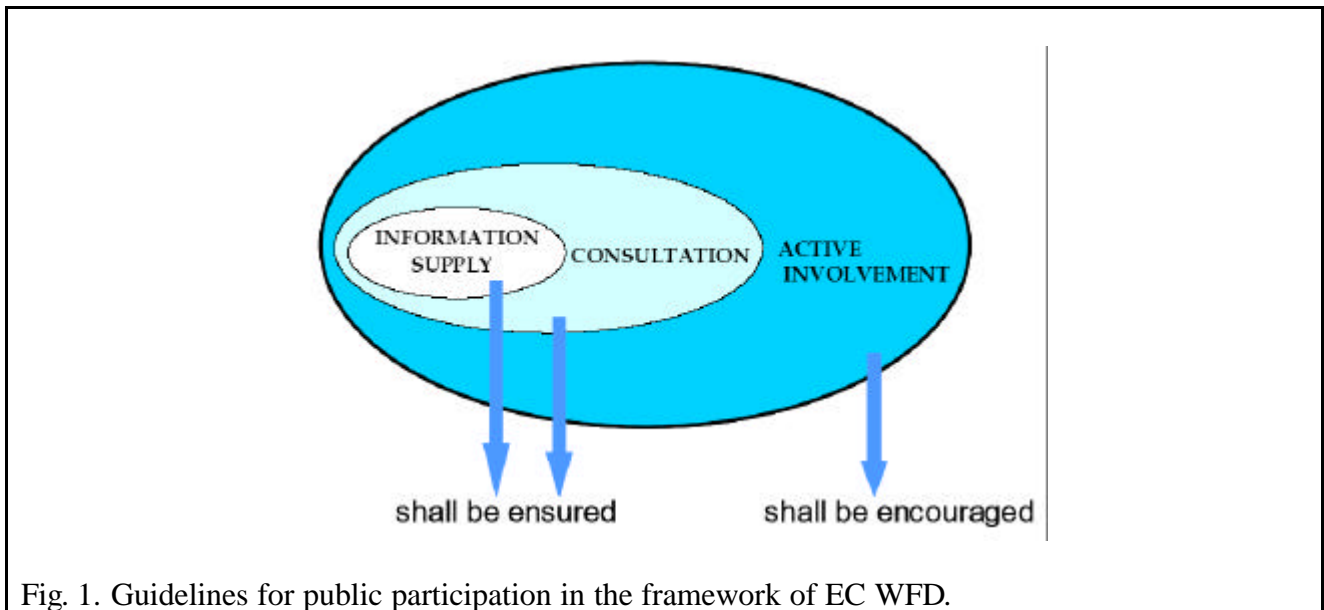 INFORMATION
SUPPLY
CONSULTATION
ACTIVE
INVOLVEMENT
shall be ensured
shall be encouraged
Fig. 1. Guidelines for public participation in the framework of EC WFD.